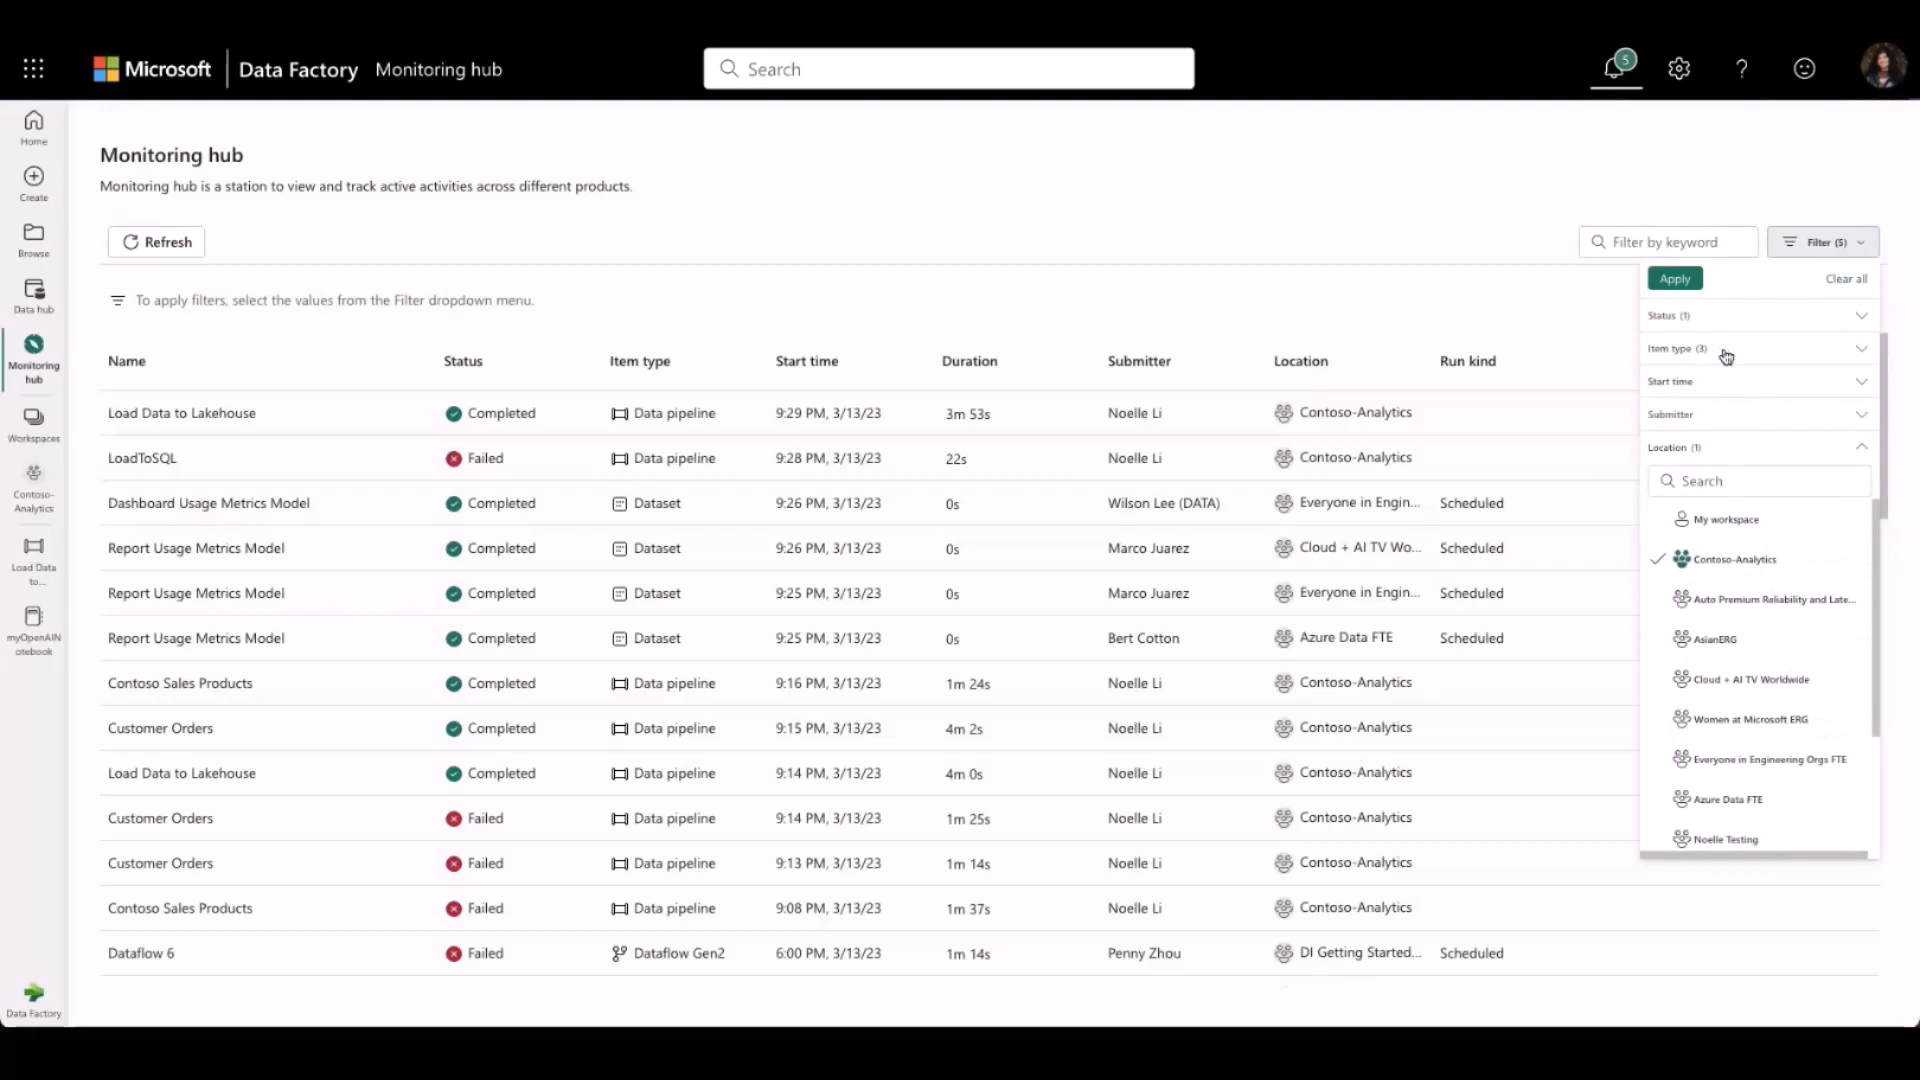 Microsoft Data Factory Monitoring hub
Search
5
Home
Create
Browse
Data hub
Monitoring
hub
Workspaces
Contoso-
Analytics
Load Data
to...
myOpenAIN
otebook
Data Factory
Monitoring hub
Monitoring hub is a station to view and track active activities across different products.
Refresh
Filter by keyword
Filter (5)
To apply filters, select the values from the Filter dropdown menu.
Name Status Item type Start time Duration Submitter Location Run kind
Load Data to Lakehouse Completed Data pipeline 9:29 PM, 3/13/23 3m 53s Noelle Li Contoso-Analytics
LoadToSQL Failed Data pipeline 9:28 PM, 3/13/23 22s Noelle Li Contoso-Analytics
Dashboard Usage Metrics Model Completed Dataset 9:26 PM, 3/13/23 0s Wilson Lee (DATA) Everyone in Engin... Scheduled
Report Usage Metrics Model Completed Dataset 9:26 PM, 3/13/23 0s Marco Juarez Cloud + AI TV Wo... Scheduled
Report Usage Metrics Model Completed Dataset 9:25 PM, 3/13/23 0s Marco Juarez Everyone in Engin... Scheduled
Report Usage Metrics Model Completed Dataset 9:25 PM, 3/13/23 0s Bert Cotton Azure Data FTE Scheduled
Contoso Sales Products Completed Data pipeline 9:16 PM, 3/13/23 1m 24s Noelle Li Contoso-Analytics
Customer Orders Completed Data pipeline 9:15 PM, 3/13/23 4m 2s Noelle Li Contoso-Analytics
Load Data to Lakehouse Completed Data pipeline 9:14 PM, 3/13/23 4m 0s Noelle Li Contoso-Analytics
Customer Orders Failed Data pipeline 9:14 PM, 3/13/23 1m 25s Noelle Li Contoso-Analytics
Customer Orders Failed Data pipeline 9:13 PM, 3/13/23 1m 14s Noelle Li Contoso-Analytics
Contoso Sales Products Failed Data pipeline 9:08 PM, 3/13/23 1m 37s Noelle Li Contoso-Analytics
Dataflow 6 Failed Dataflow Gen2 6:00 PM, 3/13/23 1m 14s Penny Zhou DI Getting Started... Scheduled
Apply Clear all
Status (1)
Item type (3)
Start time
Submitter
Location (1)
Search
My workspace
Contoso-Analytics
Auto Premium Reliability and Late...
AsianERG
Cloud + AI TV Worldwide
Women at Microsoft ERG
Everyone in Engineering Orgs FTE
Azure Data FTE
Noelle Testing